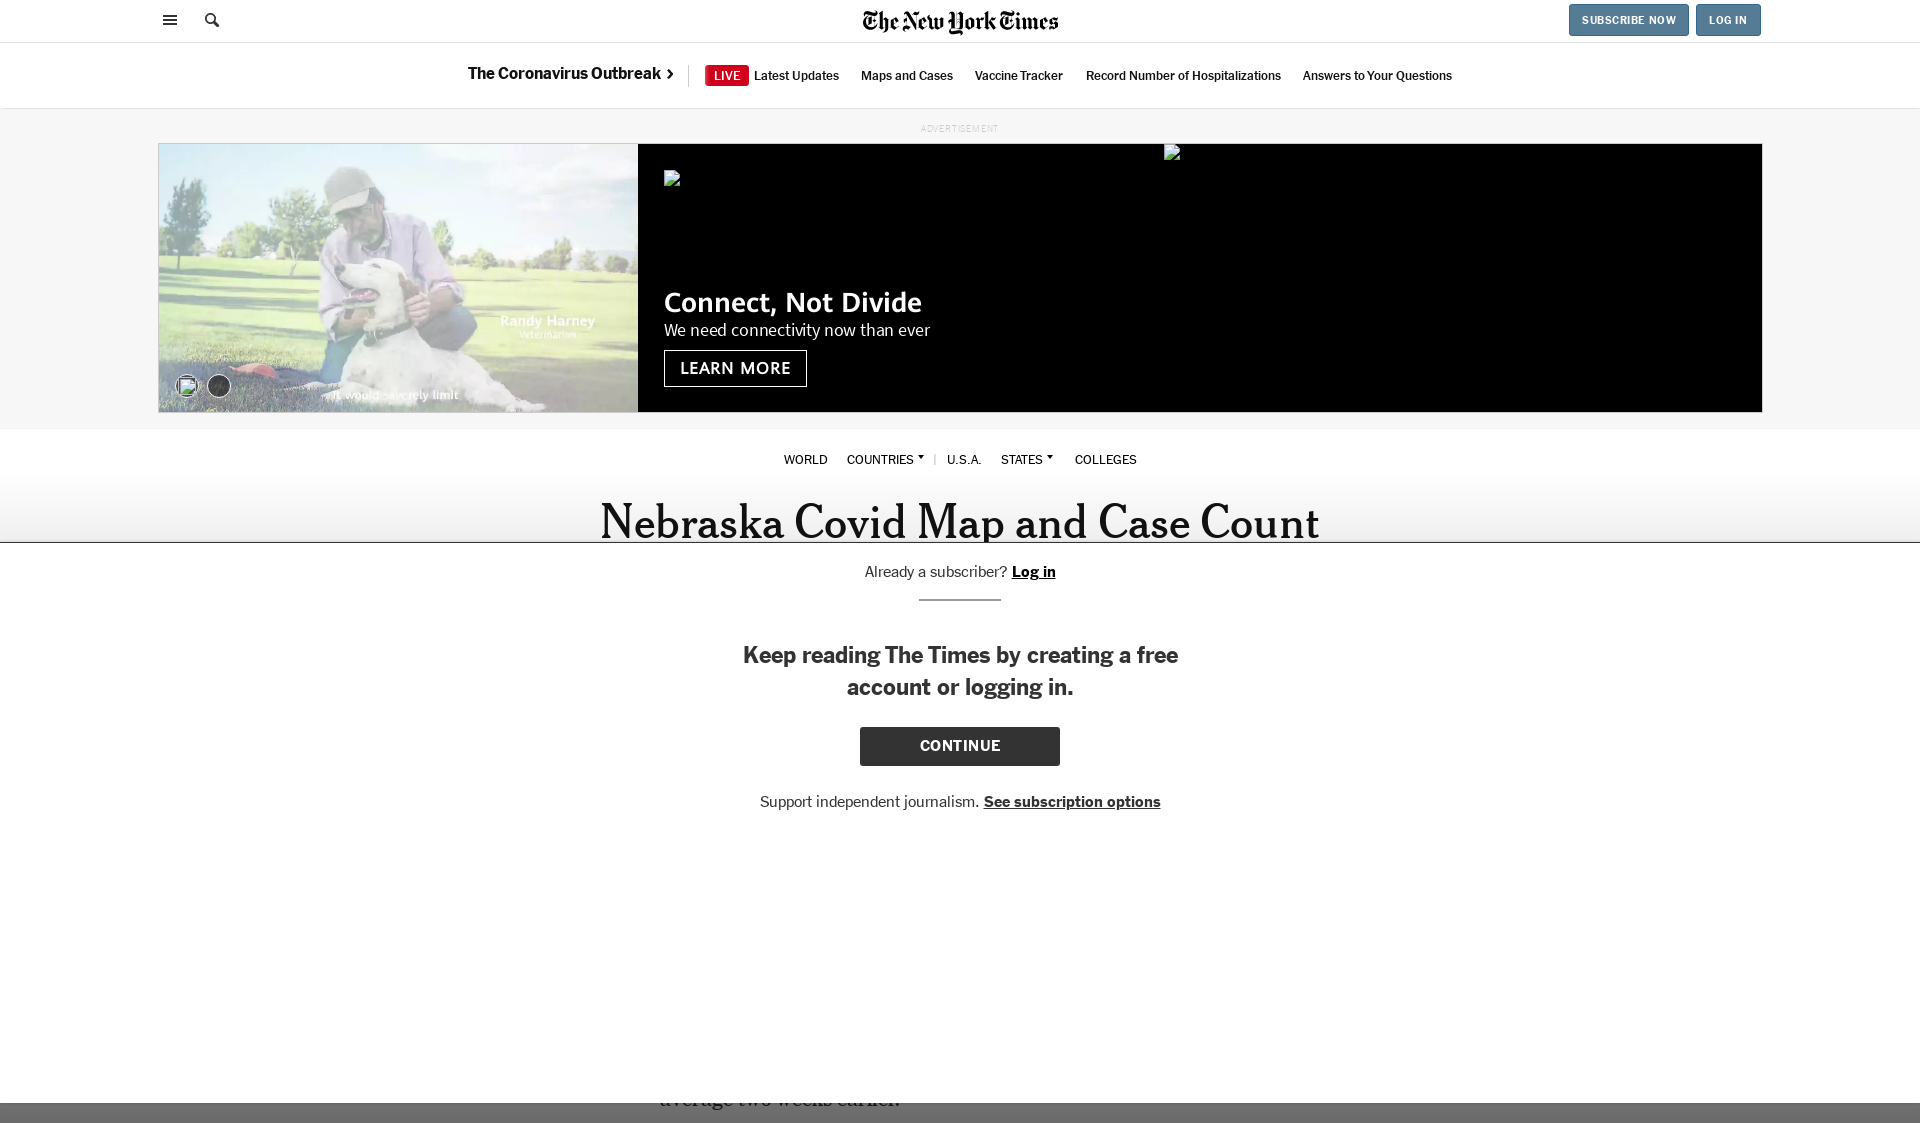 The New York Times
SUBSCRIBE NOW
LOG IN
The Coronavirus Outbreak ›
LIVE Latest Updates
Maps and Cases
Vaccine Tracker
Record Number of Hospitalizations
Answers to Your Questions
ADVERTISEMENT
Randy Harney
Veterinarian
It would severely limit
Connect, Not Divide
We need connectivity now than ever
LEARN MORE
WORLD
COUNTRIES
U.S.A.
STATES
COLLEGES
Nebraska Covid Map and Case Count
Already a subscriber? Log in
Keep reading The Times by creating a free
account or logging in.
CONTINUE
Support independent journalism. See subscription options
average two weeks earlier.